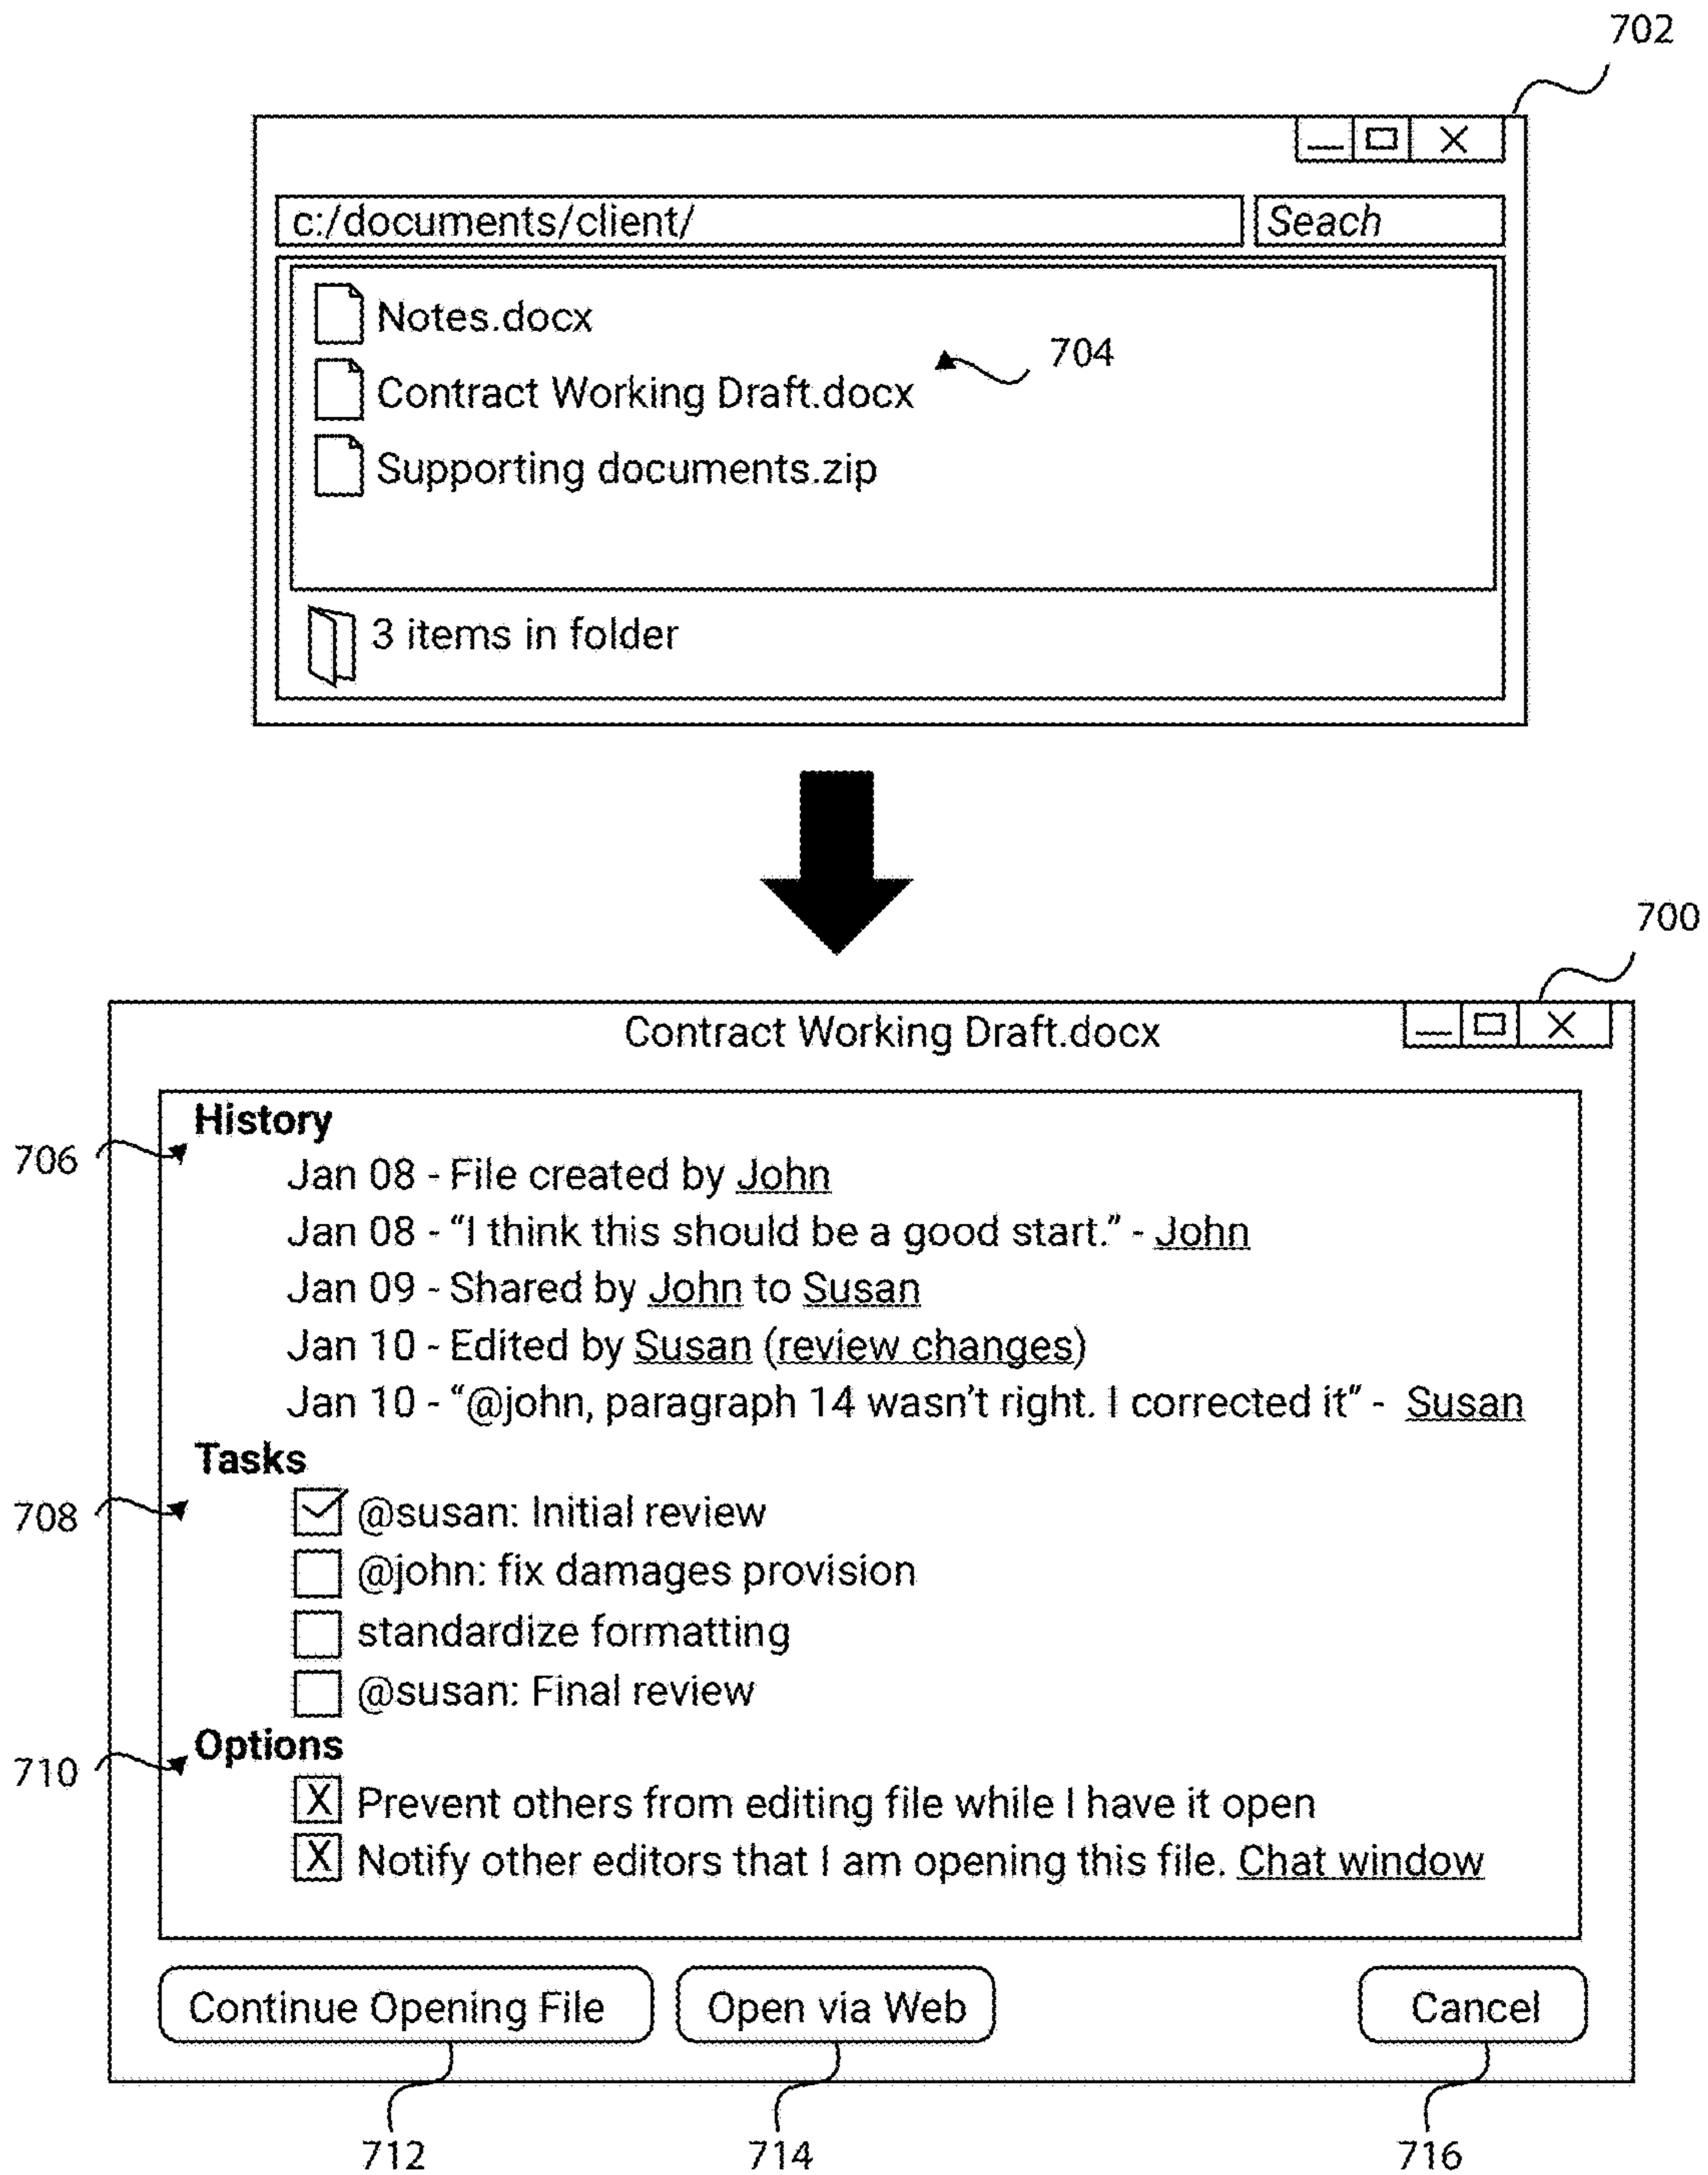 702
c:/documents/client/ Seach
Notes.docx
704
Contract Working Draft.docx
Supporting documents.zip
3 items in folder
700
Contract Working Draft.docx
History
706
Jan 08 - File created by John
Jan 08 - “I think this should be a good start.” - John
Jan 09 - Shared by John to Susan
Jan 10 - Edited by Susan (review changes)
Jan 10 - “@john, paragraph 14 wasn’t right. I corrected it” - Susan
Tasks
708
@susan: Initial review
@john: fix damages provision
standardize formatting
@susan: Final review
Options
710
X Prevent others from editing file while I have it open
X Notify other editors that I am opening this file. Chat window
Continue Opening File Open via Web Cancel
712 714 716